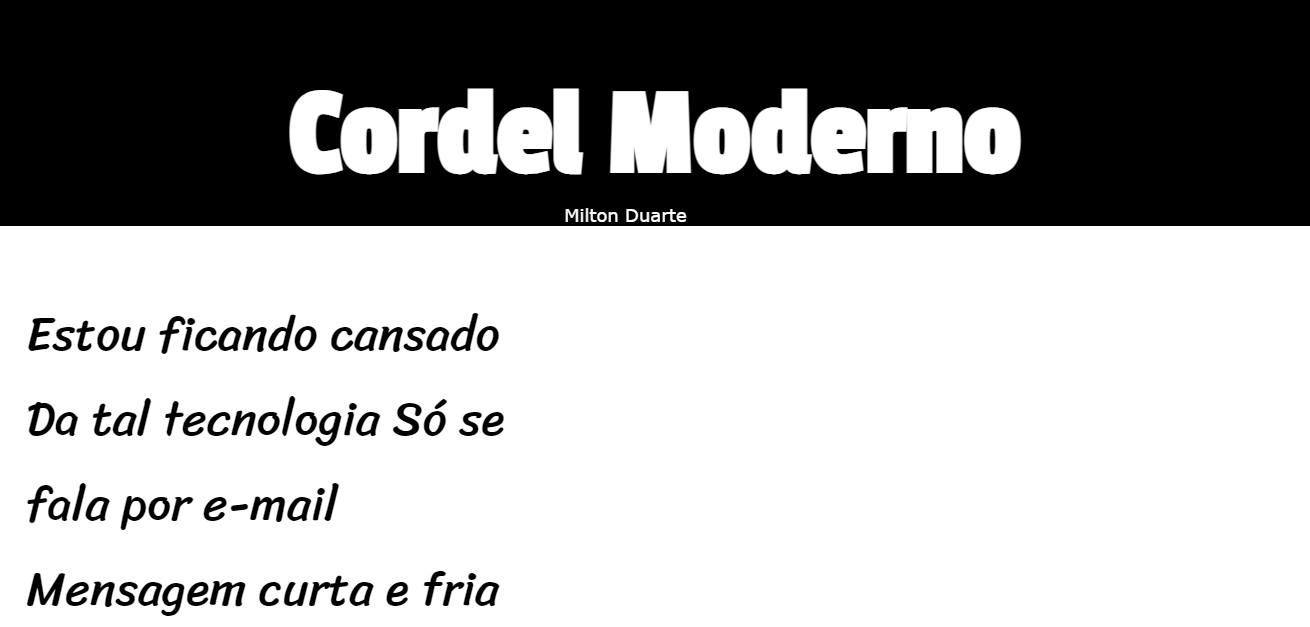 Cordel Moderno
Milton Duarte
Estou ficando cansado
Da tal tecnologia Só se
fala por e-mail
Mensagem curta e fria